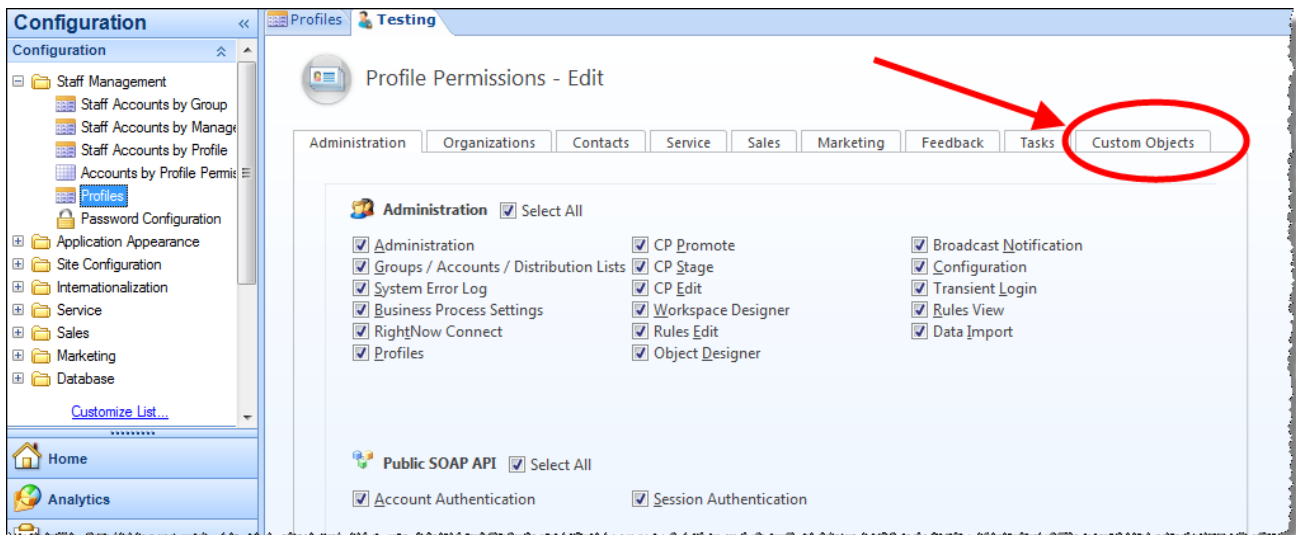 Configuration «
Configuration
Staff Management
Staff Accounts by Group
Staff Accounts by Manage
Staff Accounts by Profile
Accounts by Profile Permis
Profiles
Password Configuration
Application Appearance
Site Configuration
Internationalization
Service
Sales
Marketing
Database
Customize List...
Home
Analytics
Profiles Testing
Profile Permissions - Edit
Administration Organizations Contacts Service Sales Marketing Feedback Tasks Custom Objects
Administration Select All
Administration CP Promote Broadcast Notification
Groups / Accounts / Distribution Lists CP Stage Configuration
System Error Log CP Edit Transient Login
Business Process Settings Workspace Designer Rules View
RightNow Connect Rules Edit Data Import
Profiles Object Designer
Public SOAP API Select All
Account Authentication Session Authentication